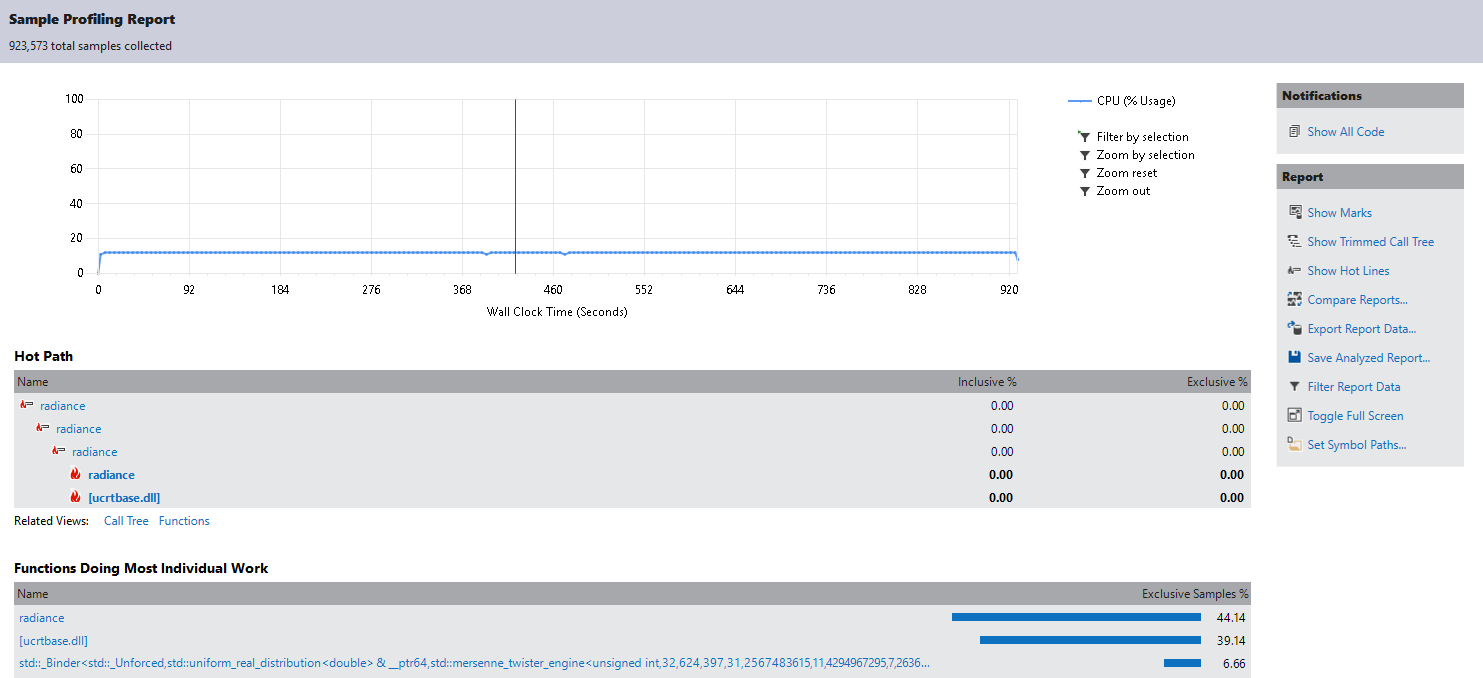 Sample Profiling Report
923,573 total samples collected
100
80
60
40
20
0
0 92 184 276 368 460 552 644 736 828 920
Wall Clock Time (Seconds)
CPU (% Usage)
Filter by selection
Zoom by selection
Zoom reset
Zoom out
Notifications
Show All Code
Report
Show Marks
Show Trimmed Call Tree
Show Hot Lines
Compare Reports...
Export Report Data...
Save Analyzed Report...
Filter Report Data
Toggle Full Screen
Set Symbol Paths...
Hot Path
Name Inclusive % Exclusive %
radiance 0.00 0.00
radiance 0.00 0.00
radiance 0.00 0.00
radiance 0.00 0.00
[ucrtbase.dll] 0.00 0.00
Related Views: Call Tree Functions
Functions Doing Most Individual Work
Name Exclusive Samples %
radiance 44.14
[ucrtbase.dll] 39.14
std::_Binder<std::_Unforced,std::uniform_real_distribution<double> & __ptr64,std::mersenne_twister_engine<unsigned int,32,624,397,31,2567483615,11,4294967295,7,2636... 6.66